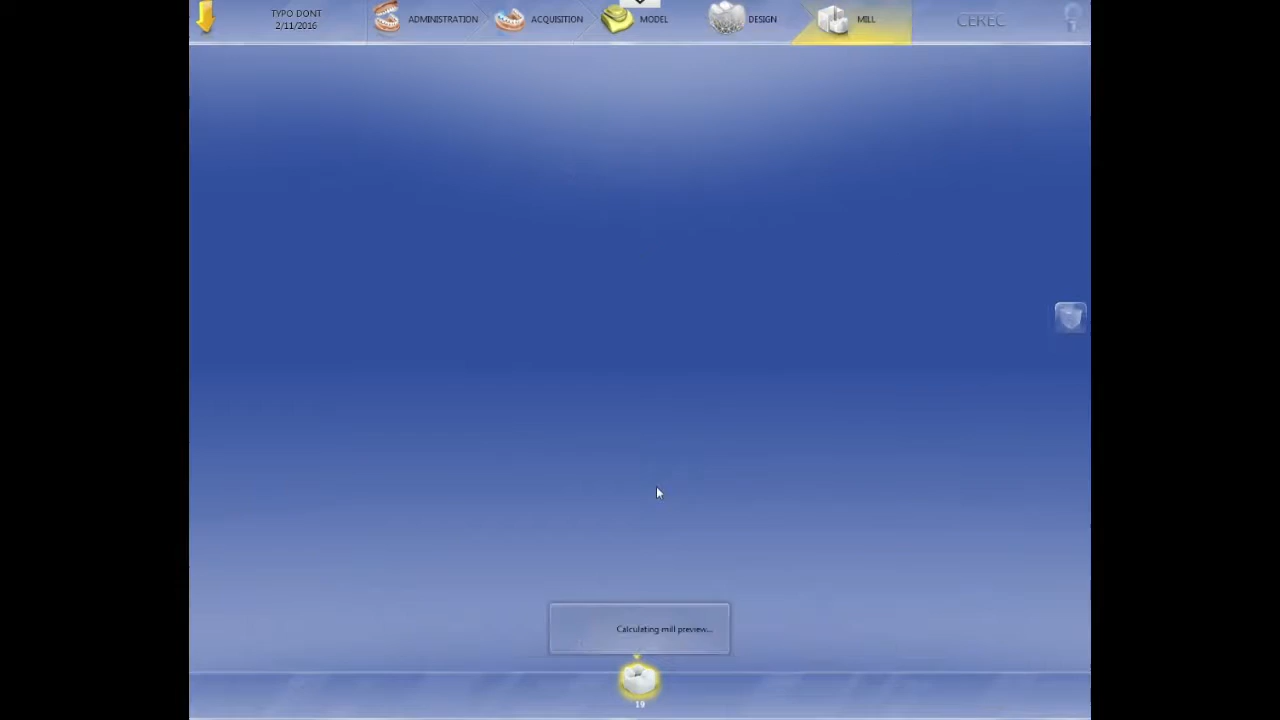 TYPO DONT
2/11/2016
ADMINISTRATION
ACQUISITION
MODEL
DESIGN
MILL
CEREC
Calculating mill preview...
19